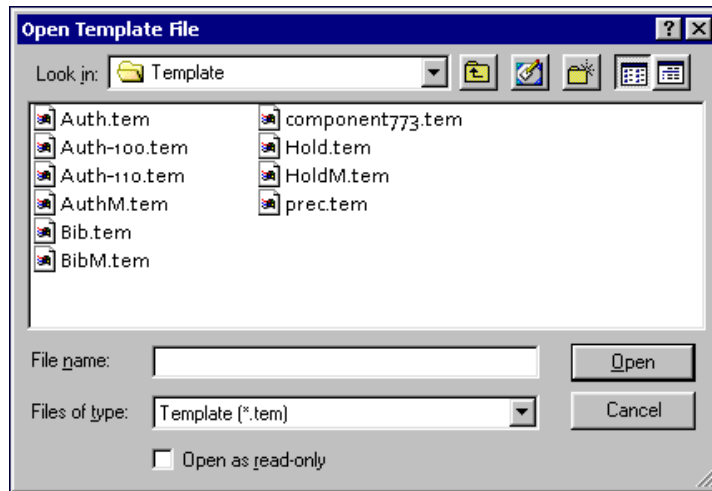 Open Template File
Look in: Template
Auth.tem
Auth-100.tem
Auth-110.tem
AuthM.tem
Bib.tem
BibM.tem
component773.tem
Hold.tem
HoldM.tem
prec.tem
File name:
Open
Files of type: Template (*.tem)
Cancel
Open as read-only